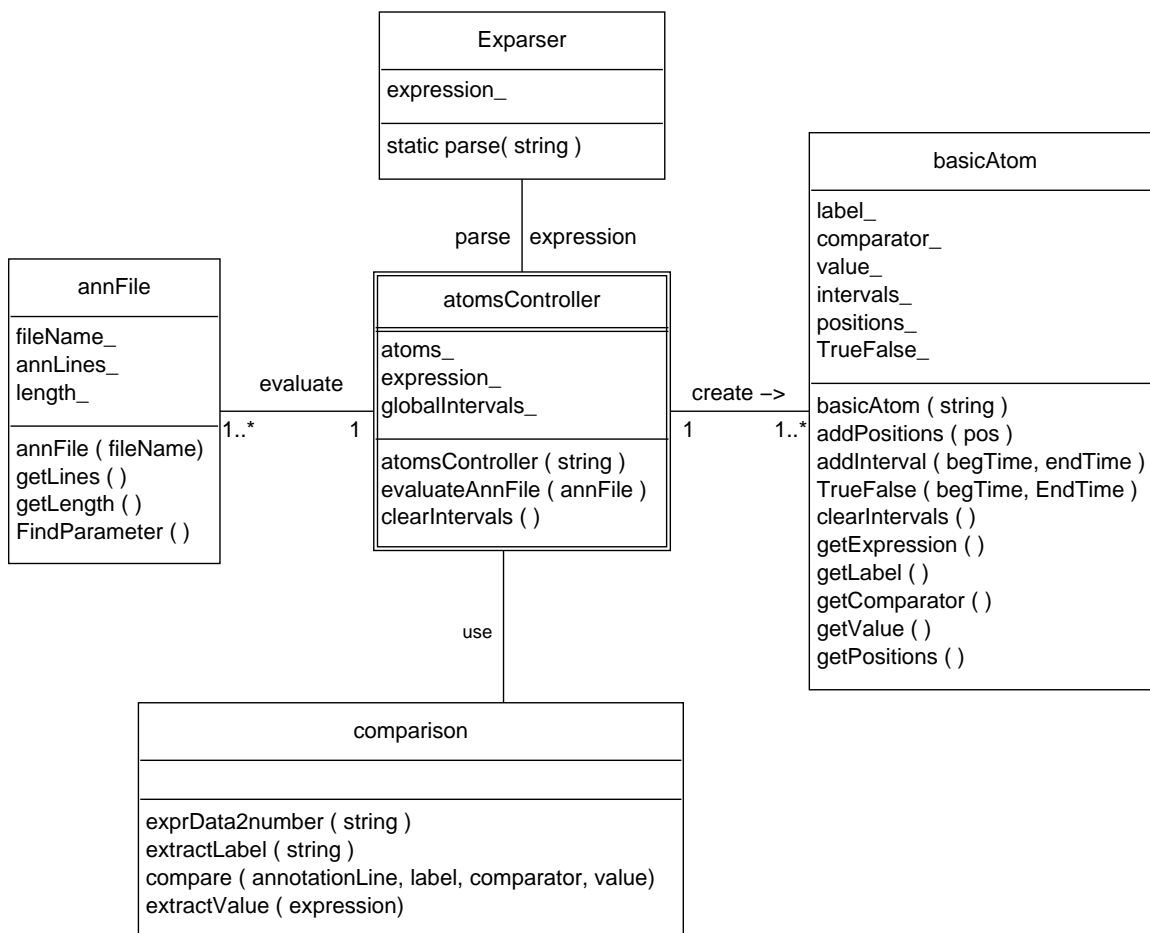 Exparser
expression_
static parse( string )
parse expression
annFile
fileName_
annLines_
length_
annFile ( fileName)
getLines ( )
getLength ( )
FindParameter ( )
evaluate
1..* 1
atomsController
atoms_
expression_
globalIntervals_
atomsController ( string )
evaluateAnnFile ( annFile )
clearIntervals ( )
create −>
1 1..*
basicAtom
label_
comparator_
value_
intervals_
positions_
TrueFalse_
basicAtom ( string )
addPositions ( pos )
addInterval ( begTime, endTime )
TrueFalse ( begTime, EndTime )
clearIntervals ( )
getExpression ( )
getLabel ( )
getComparator ( )
getValue ( )
getPositions ( )
use
comparison
exprData2number ( string )
extractLabel ( string )
compare ( annotationLine, label, comparator, value)
extractValue ( expression)